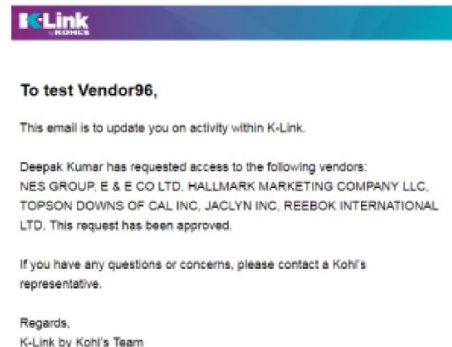 K-Link
by KOHL'S
To test Vendor96,
This email is to update you on activity within K-Link.
Deepak Kumar has requested access to the following vendors:
NES GROUP, E & E CO LTD, HALLMARK MARKETING COMPANY LLC,
TOPSON DOWNS OF CAL INC, JACLYN INC, REEBOK INTERNATIONAL
LTD. This request has been approved.
If you have any questions or concerns, please contact a Kohl's
representative.
Regards,
K-Link by Kohl's Team